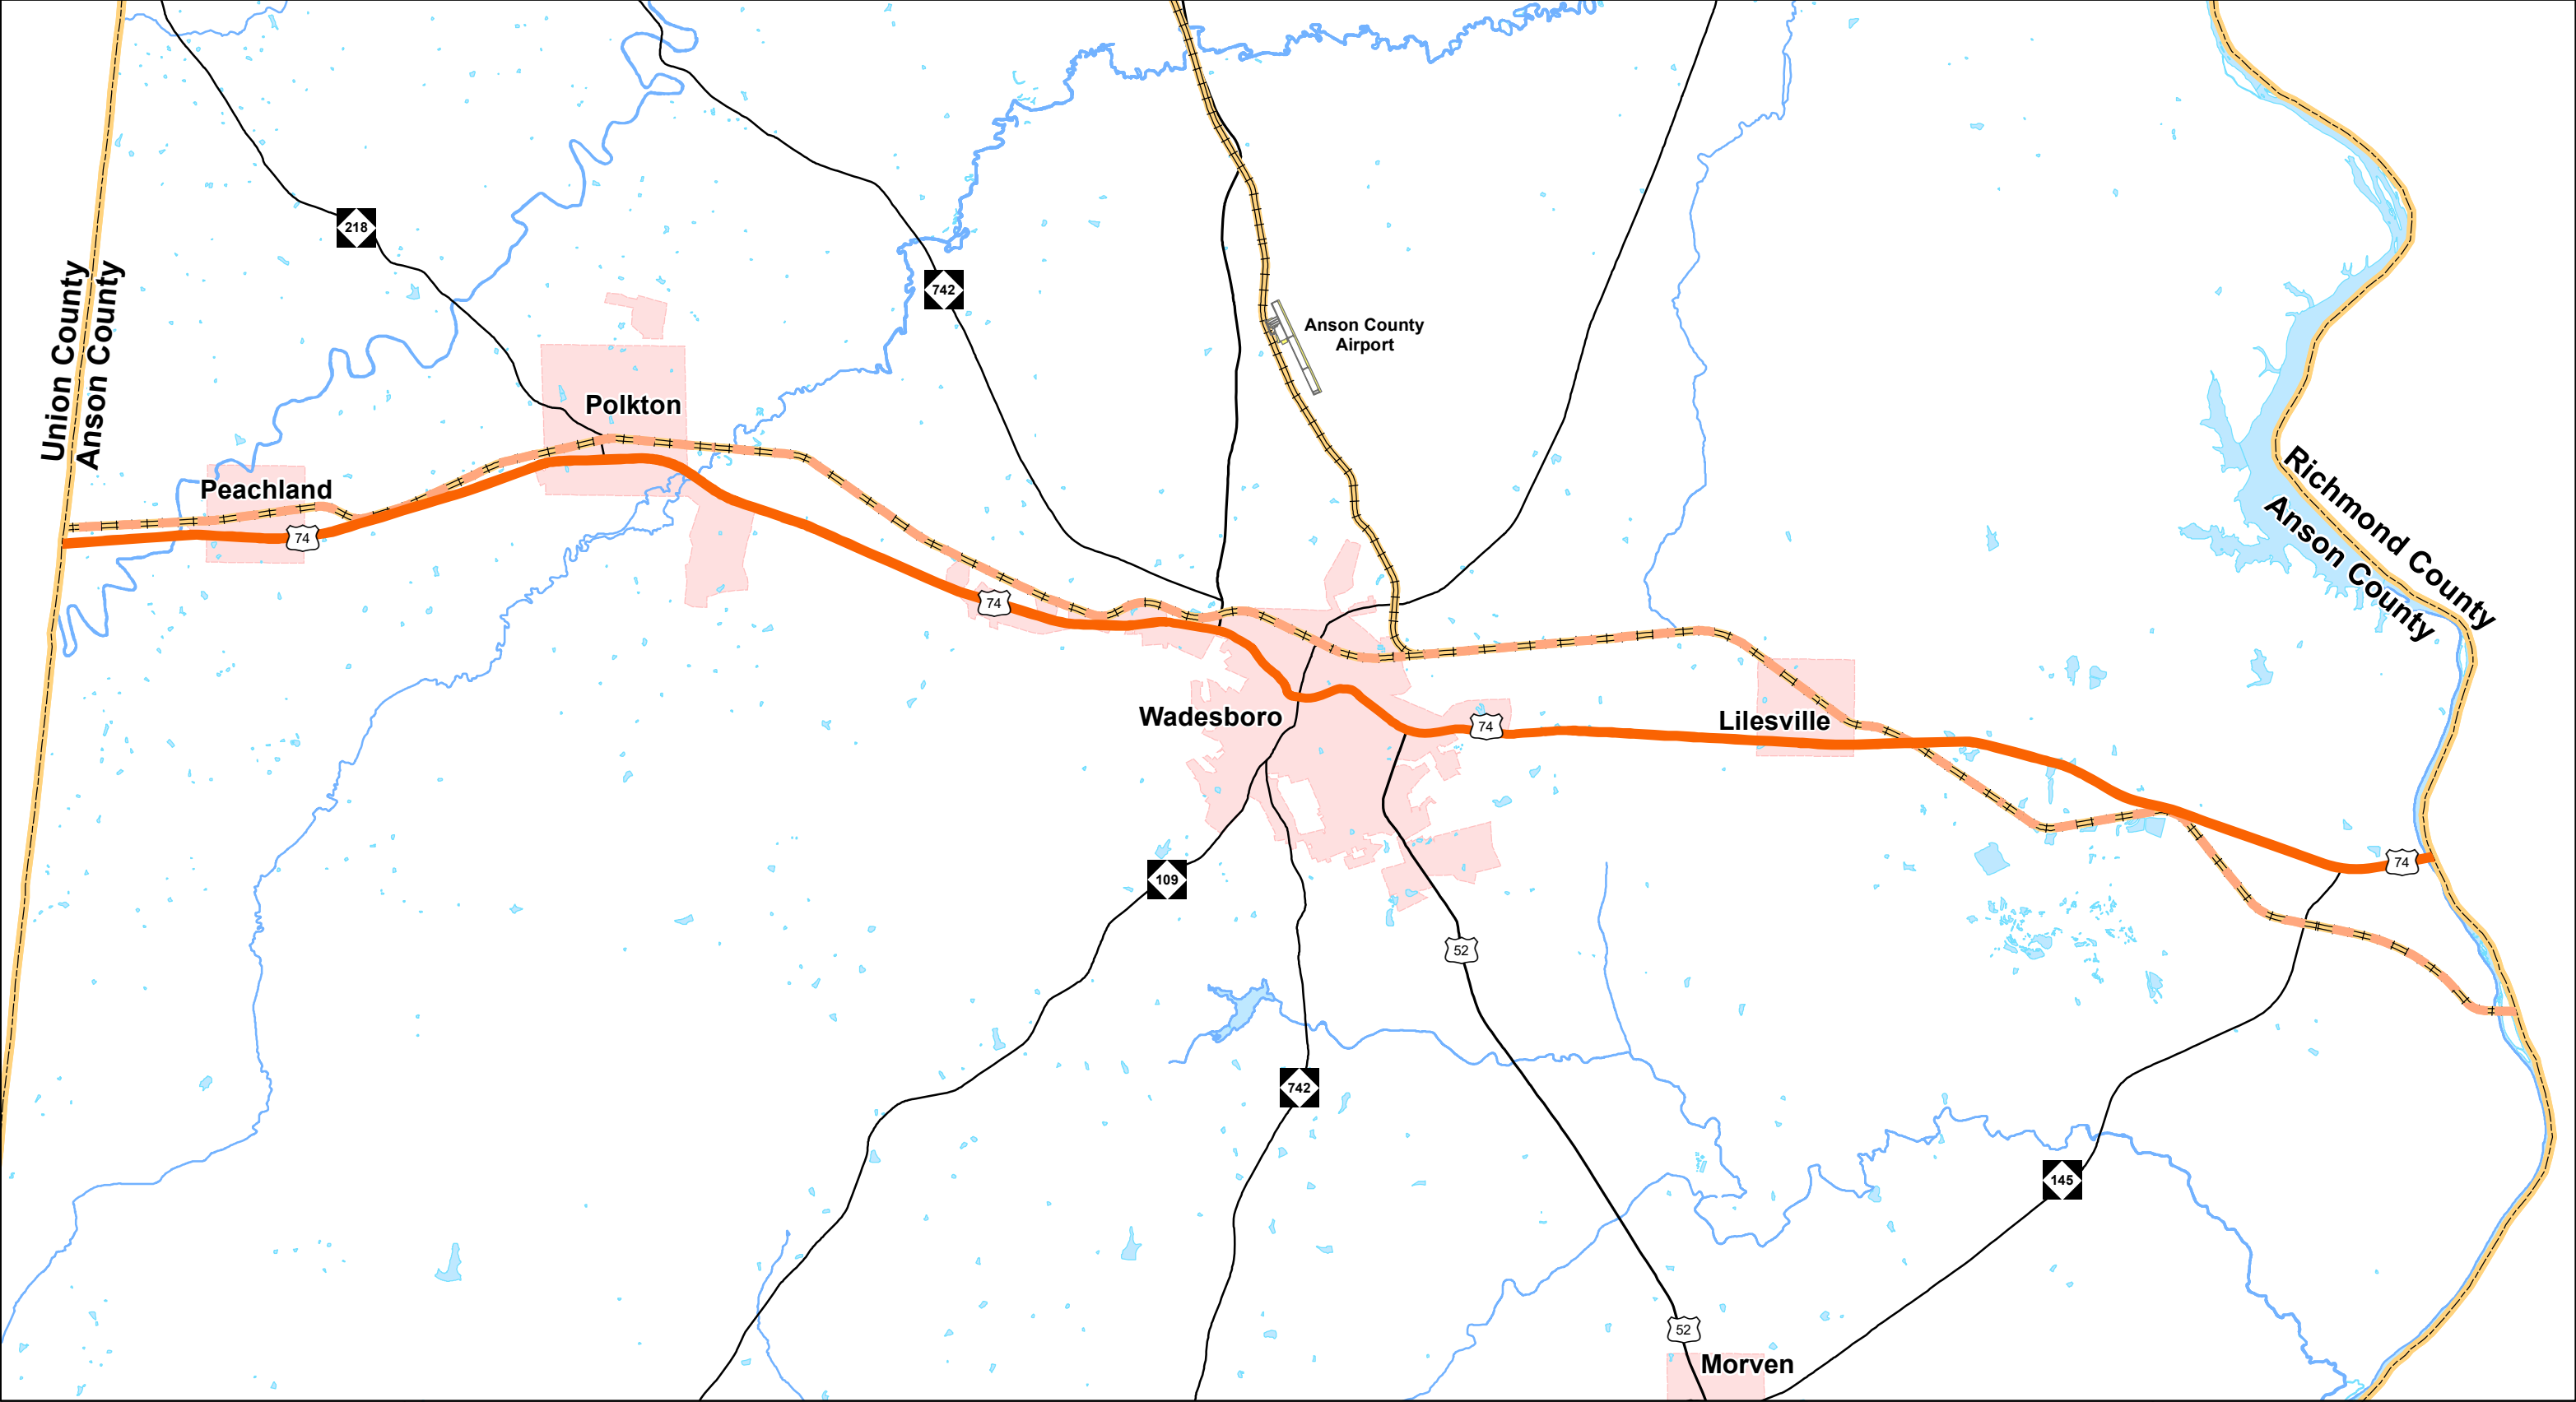 218
742
Union County
Anson County
Anson County
Airport
Polkton
Peachland
74
Richmond County
Anson County
74
Wadesboro
74
Lilesville
74
109
52
742
145
52
Morven